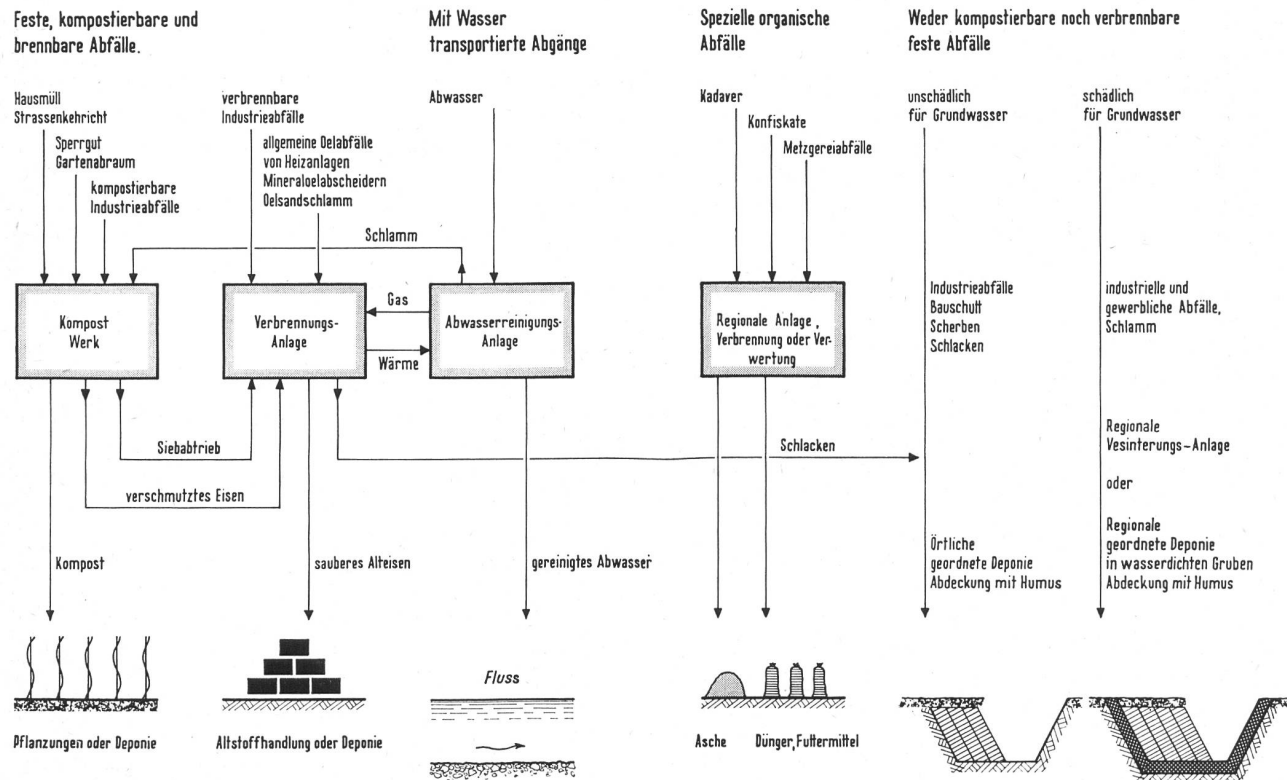 Feste, kompostierbare und
brennbare Abfälle.
Mit Wasser
transportierte Abgänge
Spezielle organische
Abfälle
Weder kompostierbare noch verbrennbare
feste Abfälle
Hausmüll
Strassenkehricht
Sperrgut
Gartenabraum
kompostierbare
Industrieabfälle
verbrennbare
Industrieabfälle
allgemeine Oelabfälle
von Heizanlagen
Mineraloelabscheidern
Oelsandschlamm
Abwasser
Kadaver
Konfiskate
Metzgereiabfälle
unschädlich
für Grundwasser
schädlich
für Grundwasser
Schlamm
Kompost
Werk
Verbrennungs-
Anlage
Gas
Wärme
Abwasserreinigungs-
Anlage
Regionale Anlage,
Verbrennung oder Ver-
wertung
Industrieabfälle
Bauschutt
Scherben
Schlacken
industrielle und
gewerbliche Abfälle,
Schlamm
Siebabtrieb
verschmutztes Eisen
Schlacken
Regionale
Vesinterungs-Anlage
oder
Regionale
geordnete Deponie
in wasserdichten Gruben
Abdeckung mit Humus
Kompost
sauberes Alteisen
gereinigtes Abwasser
Örtliche
geordnete Deponie
Abdeckung mit Humus
Fluss
Pflanzungen oder Deponie
Altstoffhandlung oder Deponie
Asche
Dünger, Futtermittel